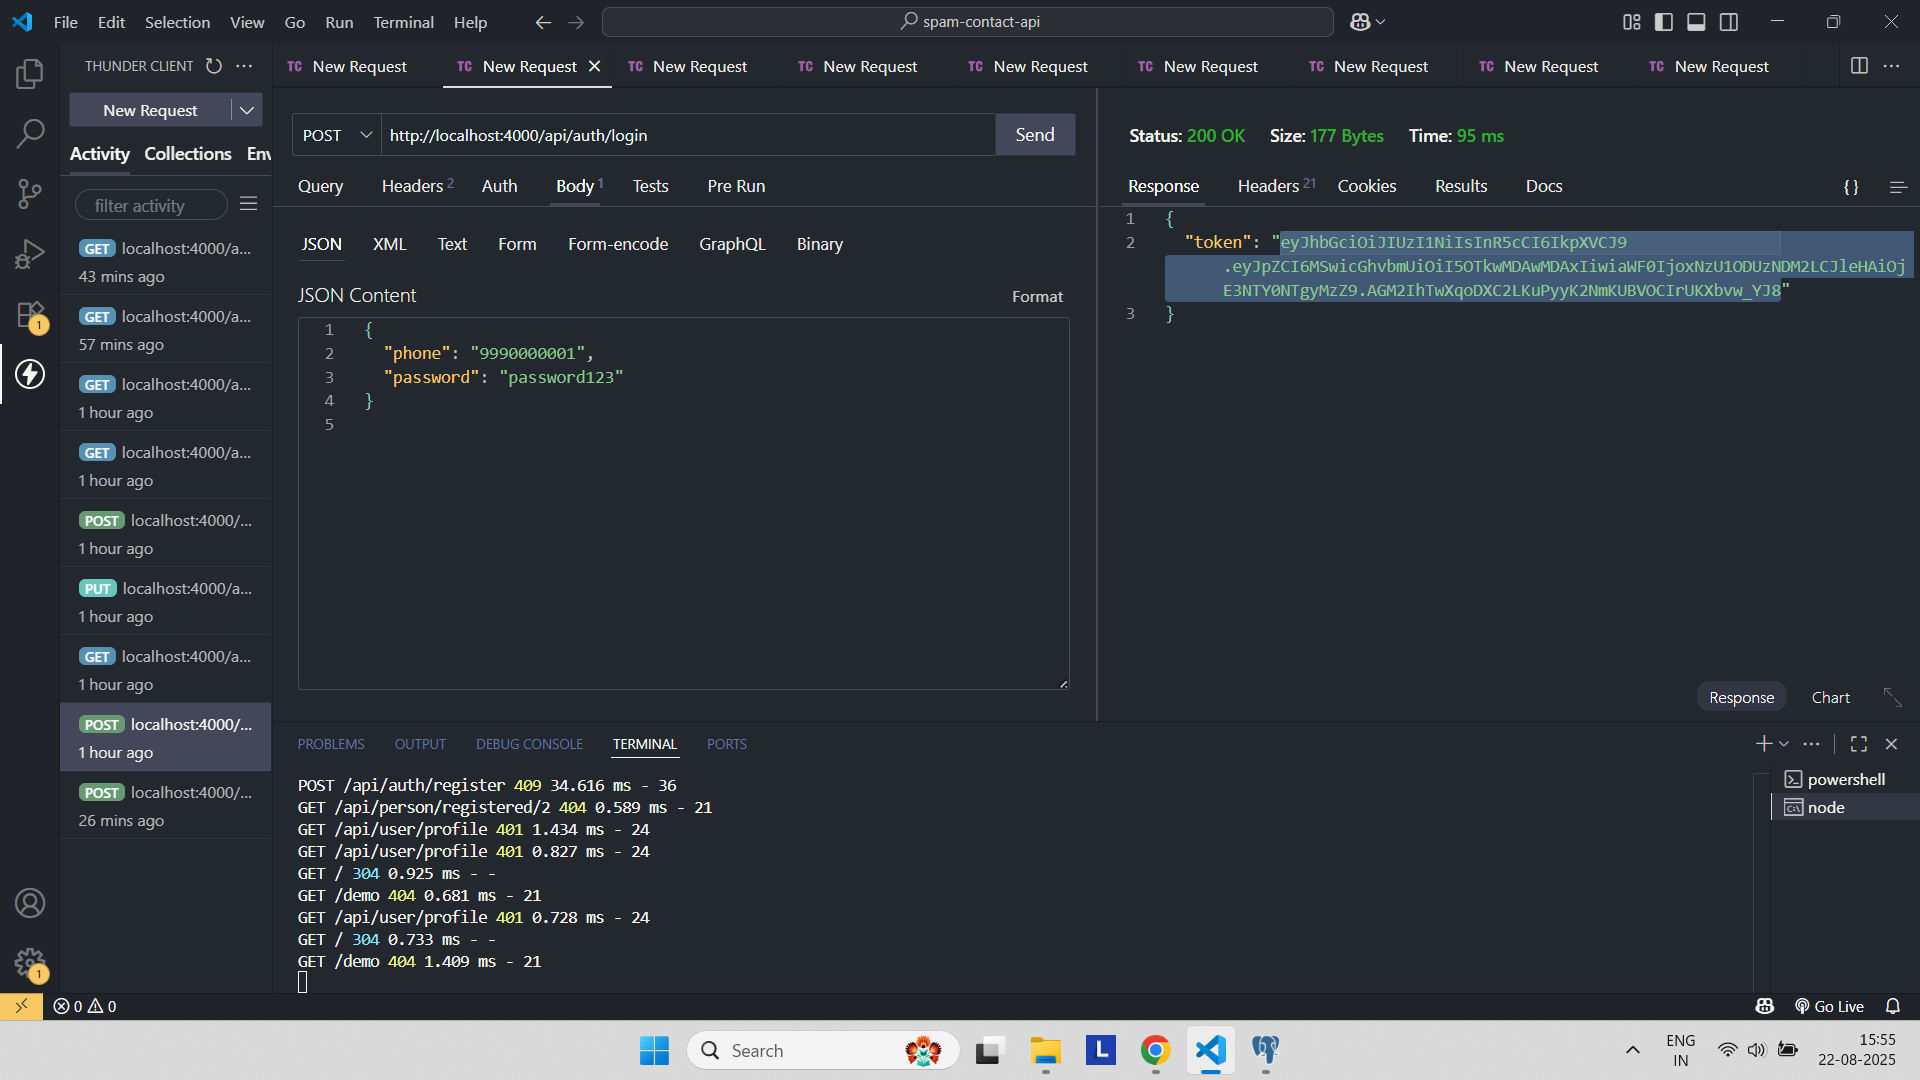 File Edit Selection View Go Run Terminal Help
spam-contact-api
THUNDER CLIENT
New Request
Activity Collections Env
filter activity
GET localhost:4000/a...
43 mins ago
GET localhost:4000/a...
57 mins ago
GET localhost:4000/a...
1 hour ago
GET localhost:4000/a...
1 hour ago
POST localhost:4000/...
1 hour ago
PUT localhost:4000/a...
1 hour ago
GET localhost:4000/a...
1 hour ago
POST localhost:4000/...
1 hour ago
POST localhost:4000/...
26 mins ago
1
1
TC New Request TC New Request TC New Request TC New Request TC New Request TC New Request TC New Request TC New Request TC New Request
POST http://localhost:4000/api/auth/login Send
Query Headers 2 Auth Body 1 Tests Pre Run
JSON XML Text Form Form-encode GraphQL Binary
JSON Content Format
1 {
2 "phone": "9990000001",
3 "password": "password123"
4 }
5
Status: 200 OK Size: 177 Bytes Time: 95 ms
Response Headers 21 Cookies Results Docs { }
1 {
2 "token": "eyJhbGciOiJIUzI1NiIsInR5cCI6IkpXVCJ9
.eyJpZCI6MSwicGhvbmUiOiI5OTkwMDAwMDAxIiwiaWF0IjoxNzU1ODUzNDM2LCJleHAiOj
E3NTY0NTgyMzZ9.AGM2IhTwXqoDXC2LKuPyyK2NmKUBVOCIrUKXbvw_YJ8"
3 }
Response Chart
PROBLEMS OUTPUT DEBUG CONSOLE TERMINAL PORTS
POST /api/auth/register 409 34.616 ms - 36
GET /api/person/registered/2 404 0.589 ms - 21
GET /api/user/profile 401 1.434 ms - 24
GET /api/user/profile 401 0.827 ms - 24
GET / 304 0.925 ms - -
GET /demo 404 0.681 ms - 21
GET /api/user/profile 401 0.728 ms - 24
GET / 304 0.733 ms - -
GET /demo 404 1.409 ms - 21
powershell
node
0 0
Go Live
Search
L
ENG
IN
15:55
22-08-2025